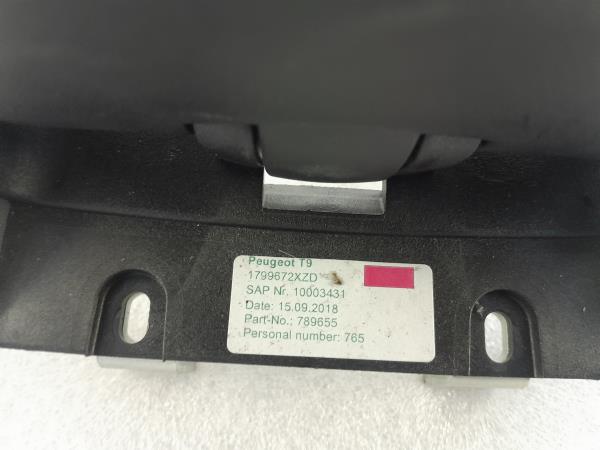 Peugeot T9
1799672XZD
SAP Nr. 10003431
Date: 15.09.2018
Part-No.: 789655
Personal number: 765